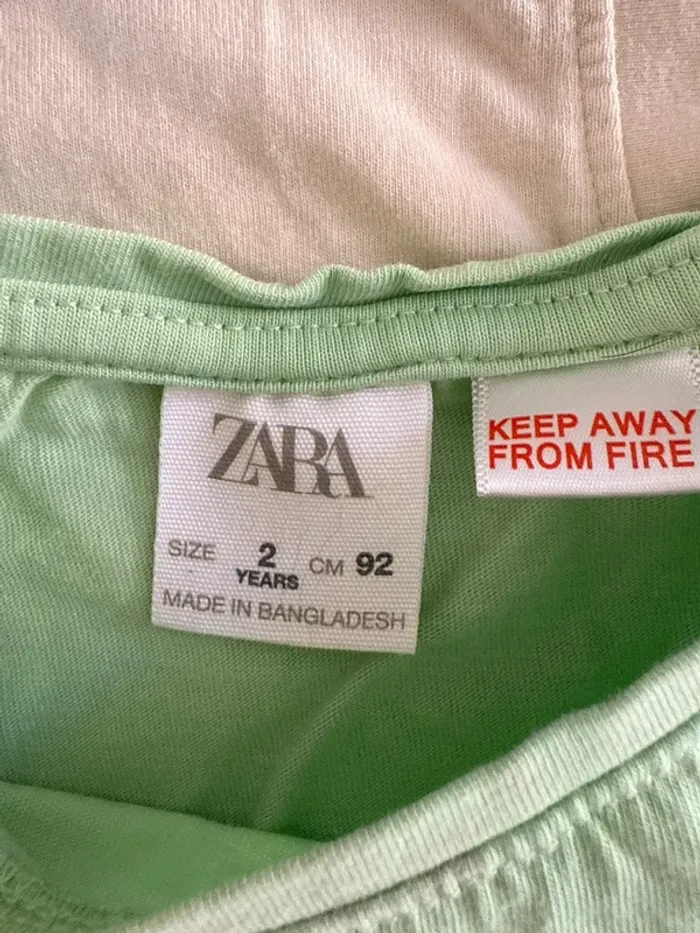 ZARA
SIZE 2 YEARS CM 92
MADE IN BANGLADESH
KEEP AWAY
FROM FIRE